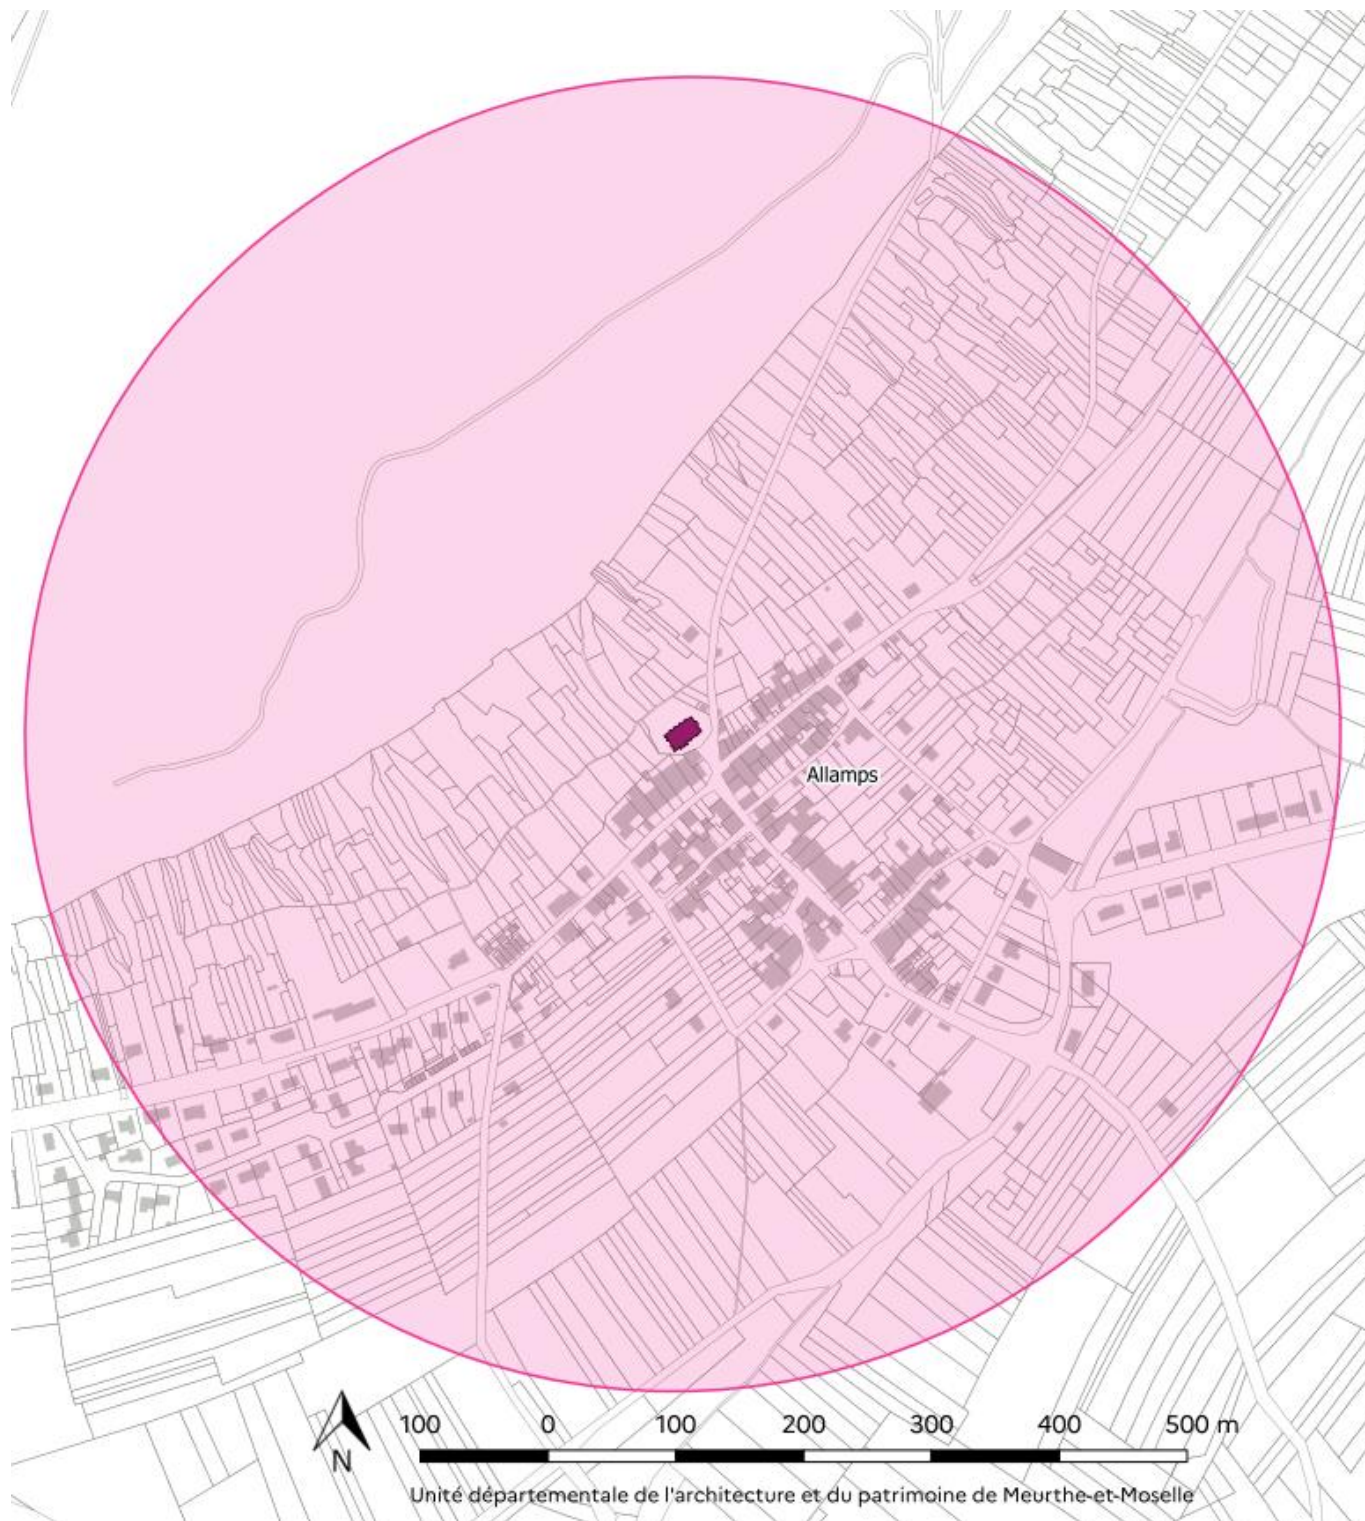 Allamps
100 0 100 200 300 400 500 m
N
Unité départementale de l'architecture et du patrimoine de Meurthe-et-Moselle